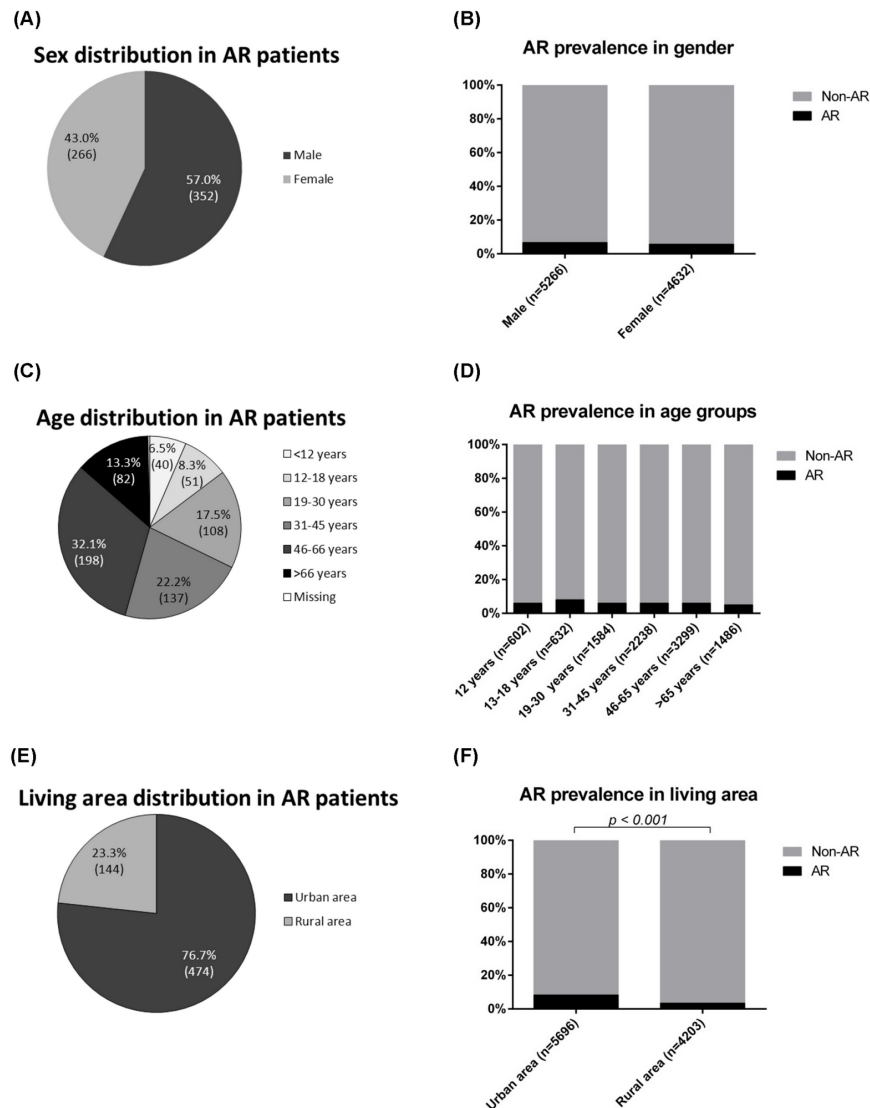 (A)
Sex distribution in AR patients
43.0%
(266)
57.0%
(352)
Male
Female
(B)
AR prevalence in gender
100%
80%
60%
40%
20%
0%
Non-AR
AR
Male (n=5266)
Female (n=4632)
(C)
Age distribution in AR patients
6.5%
(40)
8.3%
(51)
17.5%
(108)
22.2%
(137)
32.1%
(198)
13.3%
(82)
<12 years
12-18 years
19-30 years
31-45 years
46-66 years
>66 years
Missing
(D)
AR prevalence in age groups
100%
80%
60%
40%
20%
0%
Non-AR
AR
12 years (n=602)
13-18 years (n=632)
19-30 years (n=1584)
31-45 years (n=2238)
46-65 years (n=3299)
>65 years (n=1486)
(E)
Living area distribution in AR patients
23.3%
(144)
76.7%
(474)
Urban area
Rural area
(F)
AR prevalence in living area
p < 0.001
100%
80%
60%
40%
20%
0%
Non-AR
AR
Urban area (n=5696)
Rural area (n=4203)